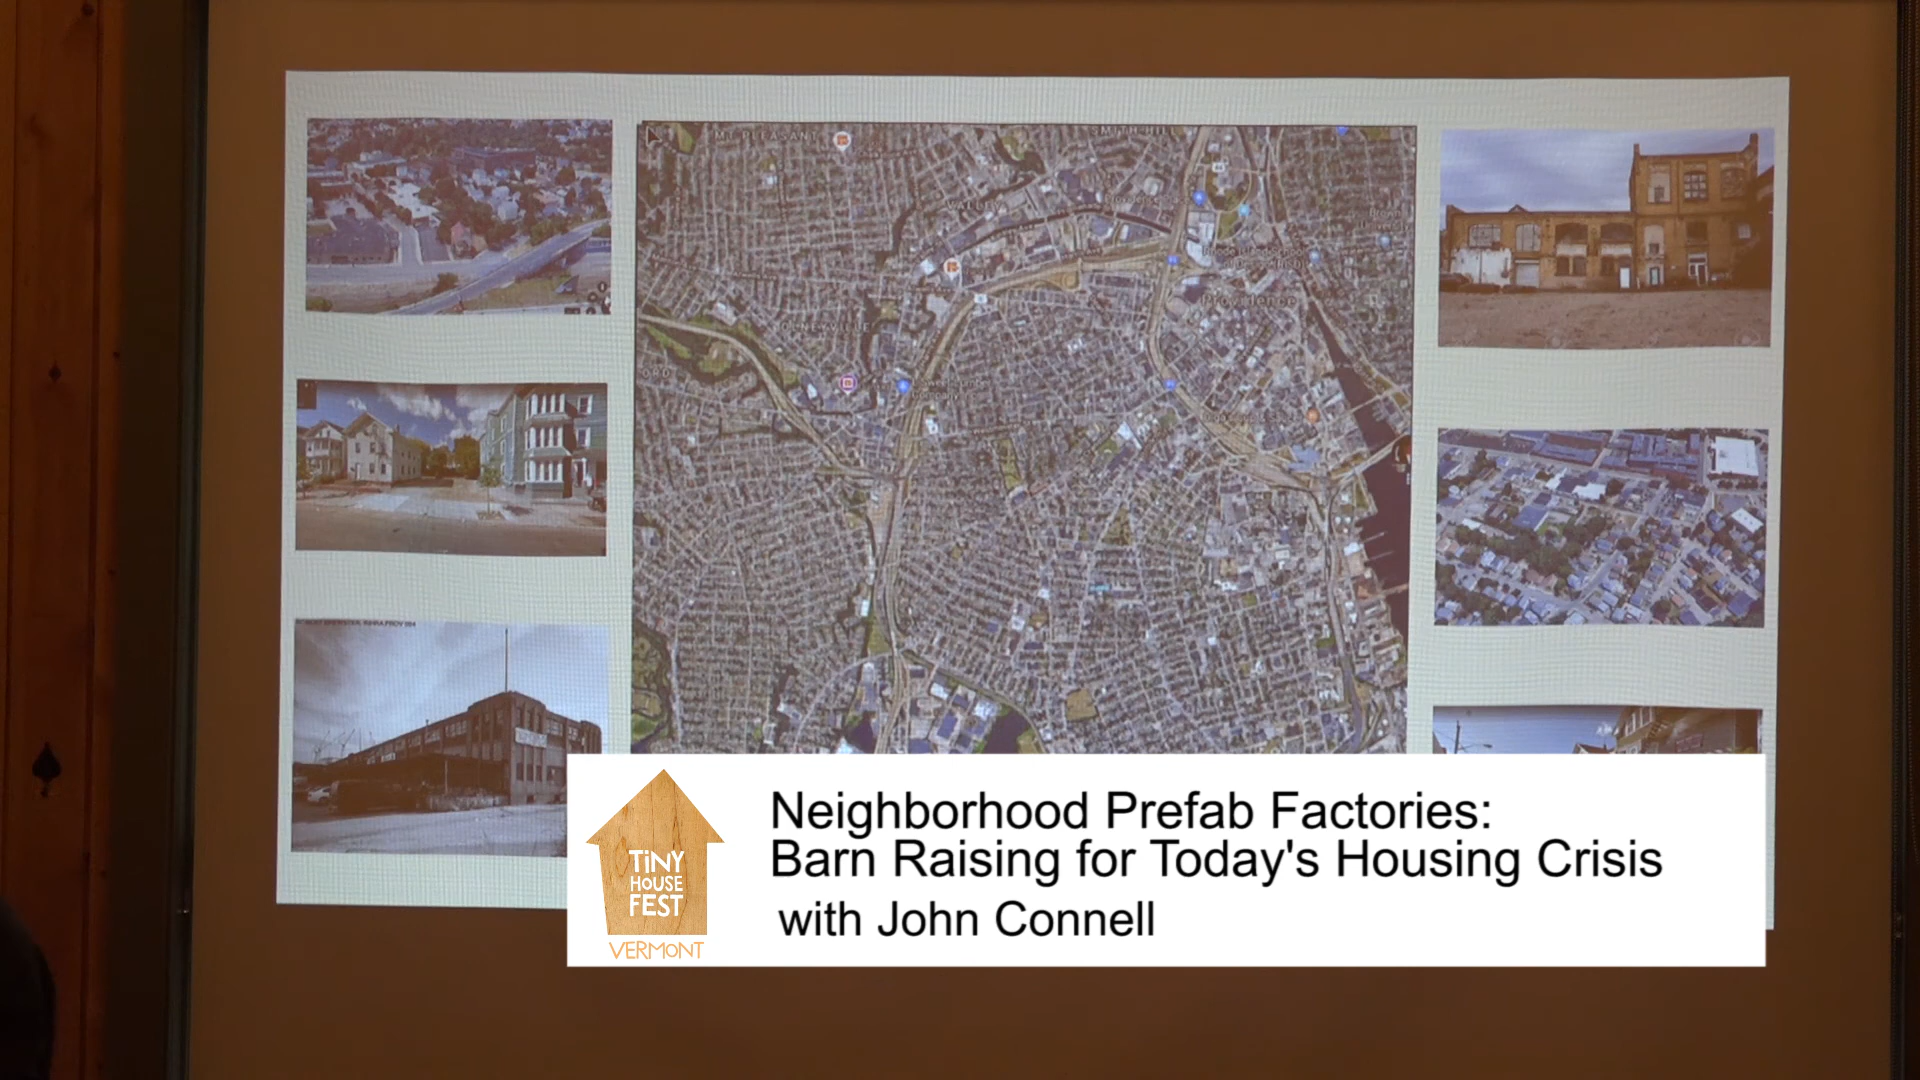 MT PLEASANT
SMITH HILL
VALLEY
Brown
Providence
OLNEYVILLE
TiNY
HOUSE
FEST
VERMONT
Neighborhood Prefab Factories:
Barn Raising for Today's Housing Crisis
with John Connell